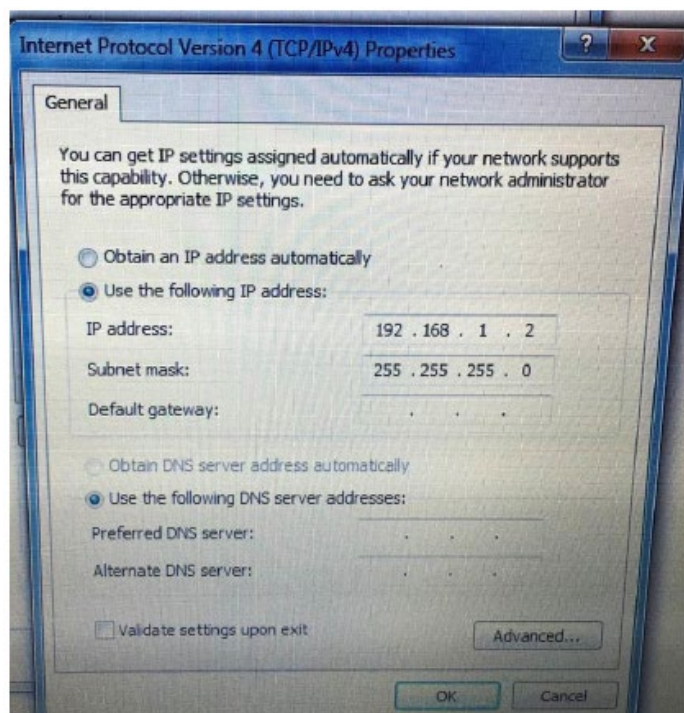 Internet Protocol Version 4 (TCP/IPv4) Properties
? X
General
You can get IP settings assigned automatically if your network supports
this capability. Otherwise, you need to ask your network administrator
for the appropriate IP settings.
Obtain an IP address automatically
Use the following IP address:
IP address: 192 . 168 . 1 . 2
Subnet mask: 255 . 255 . 255 . 0
Default gateway: . . .
Obtain DNS server address automatically
Use the following DNS server addresses:
Preferred DNS server: . . .
Alternate DNS server: . . .
Validate settings upon exit
Advanced...
OK Cancel